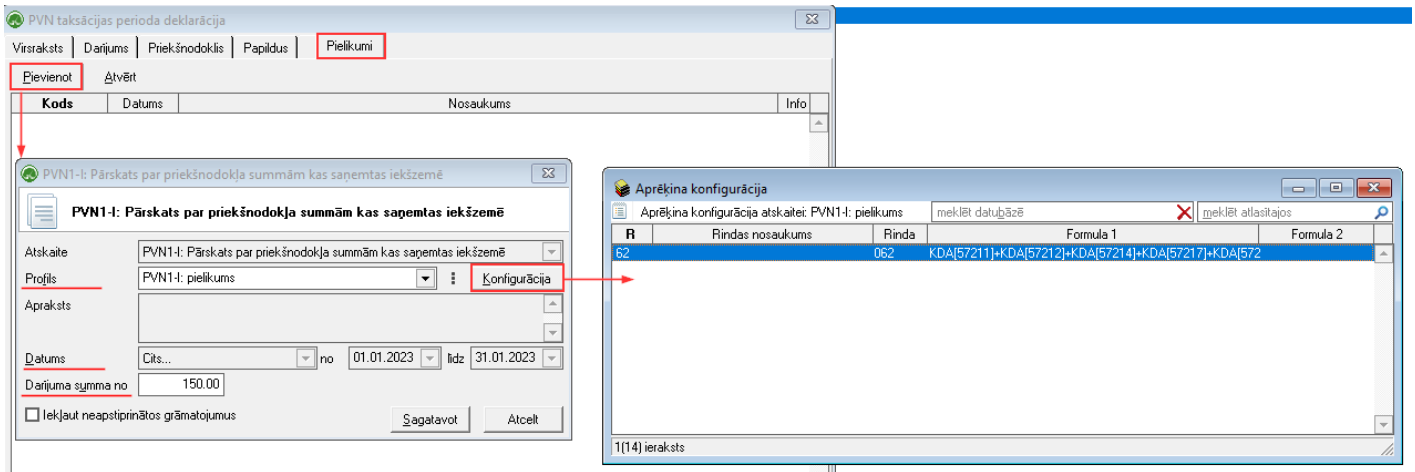 PVN taksācijas perioda deklarācija
Virsraksts Darījums Priekšnodoklis Papildus Pielikumi
Pievienot Atvērt
Kods Datums Nosaukums Info
PVN1-I: Pārskats par priekšnodokļa summām kas saņemtas iekšzemē
PVN1-I: Pārskats par priekšnodokļa summām kas saņemtas iekšzemē
Atskaite PVN1-I: Pārskats par priekšnodokļa summām kas saņemtas iekšzemē
Profils PVN1-I: pielikums Konfigurācija
Apraksts
Datums Cits... no 01.01.2023 līdz 31.01.2023
Darījuma summa no 150.00
Iekļaut neapstiprinātos grāmatojumus
Sagatavot Atcelt
Aprēķina konfigurācija
Aprēķina konfigurācija atskaitei: PVN1-I: pielikums meklēt datubāzē meklēt atlasītajos
R Rindas nosaukums Rinda Formula 1 Formula 2
62 062 KDA[57211]+KDA[57212]+KDA[57214]+KDA[57217]+KDA[572
1(14) ieraksts